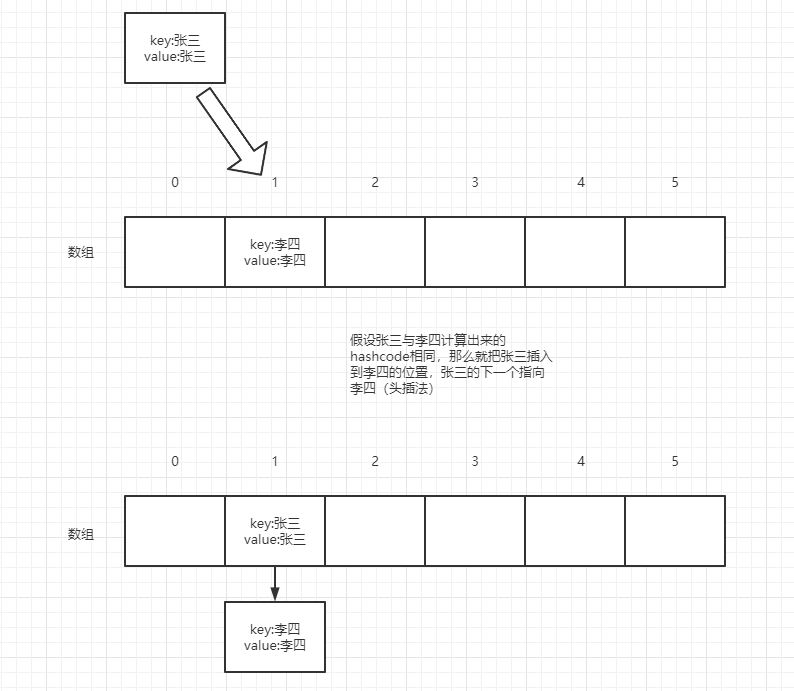 key:张三
value:张三
0 1 2 3 4 5
数组
key:李四
value:李四
假设张三与李四计算出来的
hashcode相同，那么就把张三插入
到李四的位置，张三的下一个指向
李四（头插法）
0 1 2 3 4 5
数组
key:张三
value:张三
key:李四
value:李四